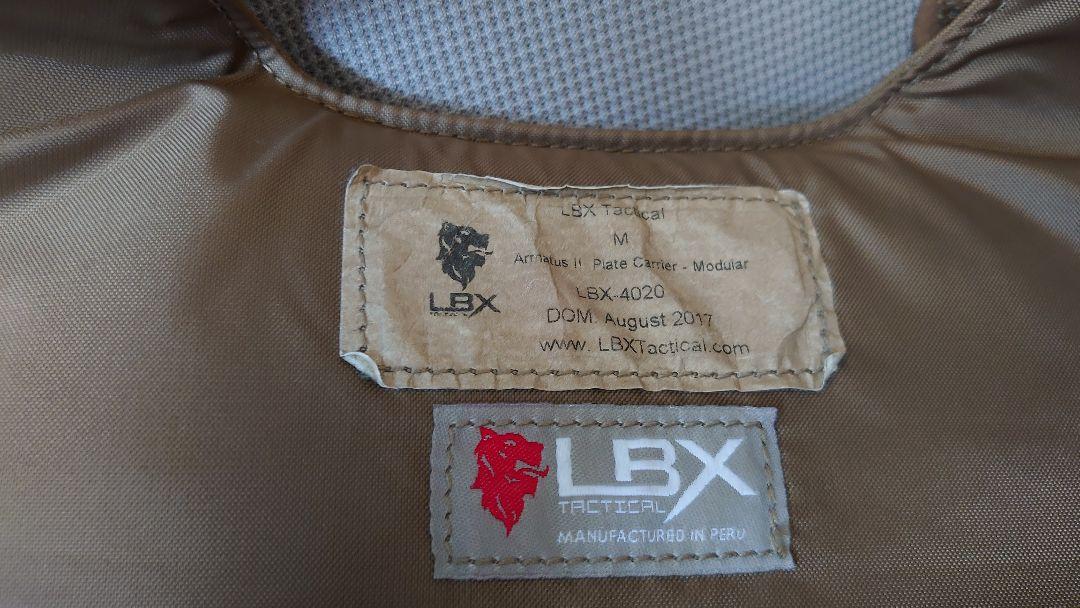 LBX Tactical
M
Armatus II Plate Carrier - Modular
LBX-4020
DOM: August 2017
www. LBXTactical.com
LBX
LBX
TACTICAL
MANUFACTURED IN PERU